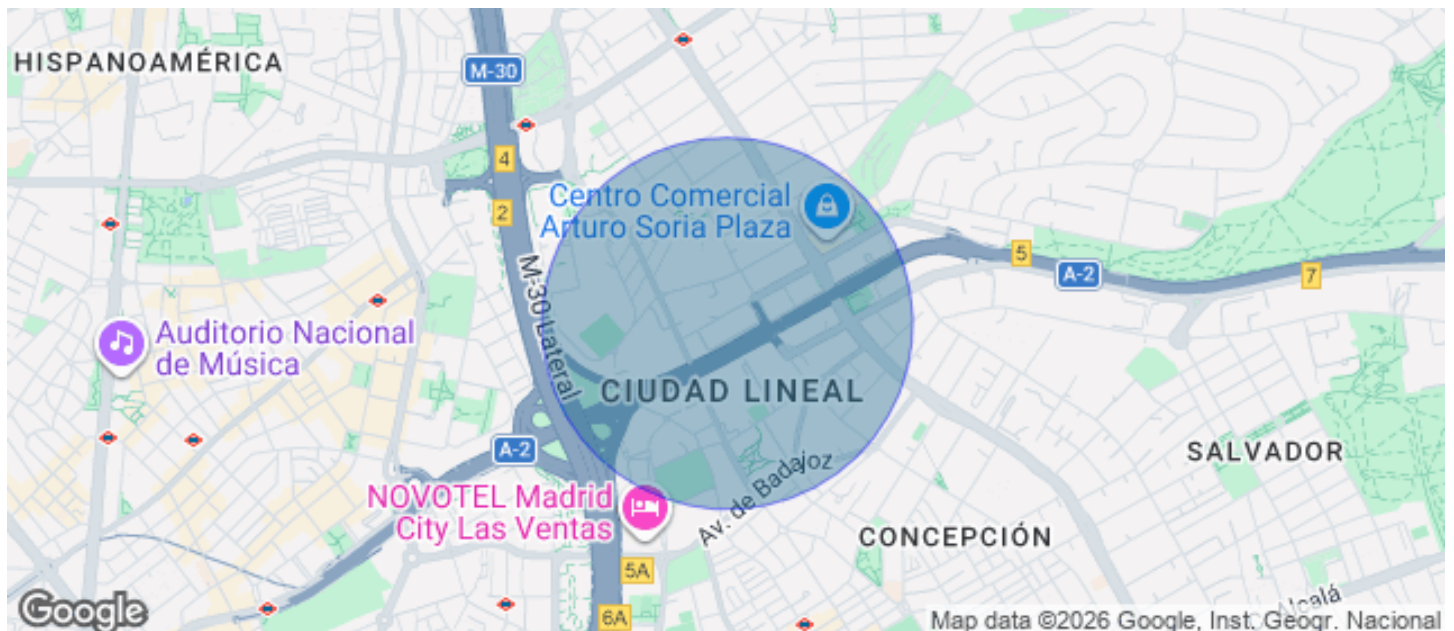 HISPANOAMÉRICA
M-30
4
2
Centro Comercial
Arturo Soria Plaza
M-30 Lateral
5
A-2
7
Auditorio Nacional
de Música
CIUDAD LINEAL
A-2
SALVADOR
Av. de Badajoz
NOVOTEL Madrid
City Las Ventas
CONCEPCIÓN
5A
6A
Alcalá
Google
Map data ©2026 Google, Inst. Geogr. Nacional